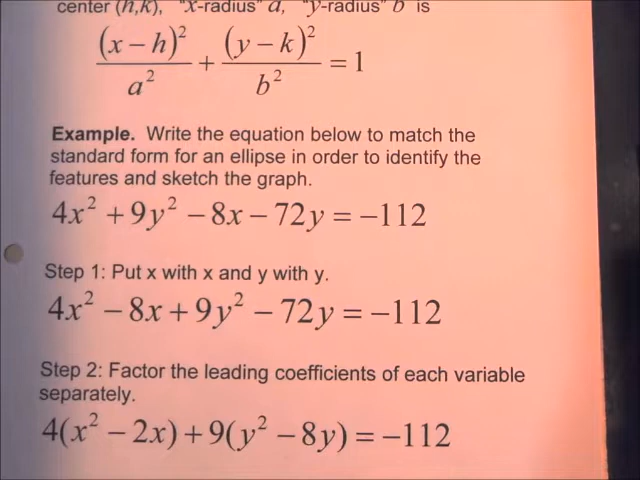 center (h,k), "x-radius" a, "y-radius" b is
(x − h)²/a² + (y − k)²/b² = 1
Example. Write the equation below to match the
standard form for an ellipse in order to identify the
features and sketch the graph.
4x² + 9y² − 8x − 72y = −112
Step 1: Put x with x and y with y.
4x² − 8x + 9y² − 72y = −112
Step 2: Factor the leading coefficients of each variable
separately.
4(x² − 2x) + 9(y² − 8y) = −112